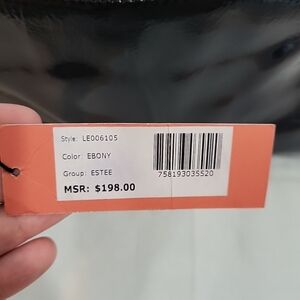 Style: LE006105
Color: EBONY
Group: ESTEE
MSR: $198.00
758193035520